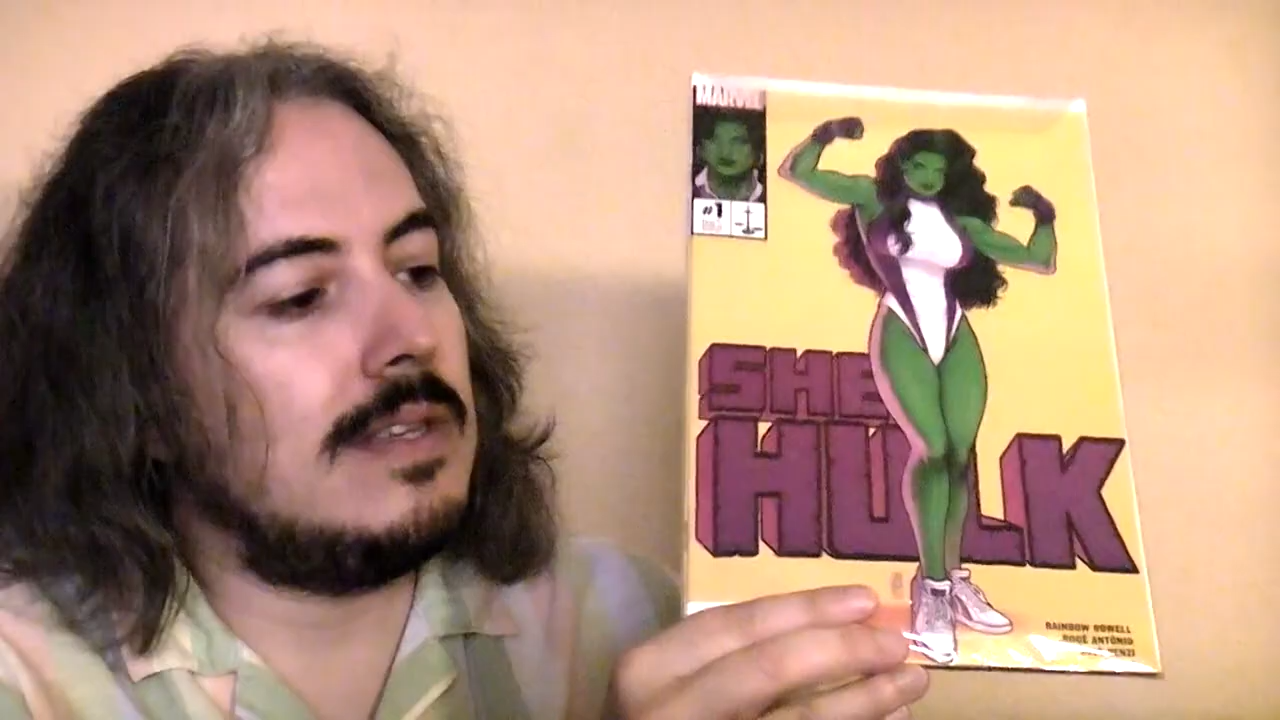 MARVEL
#1
SHE
HULK
RAINBOW ROWELL
ROGÊ ANTÔNIO